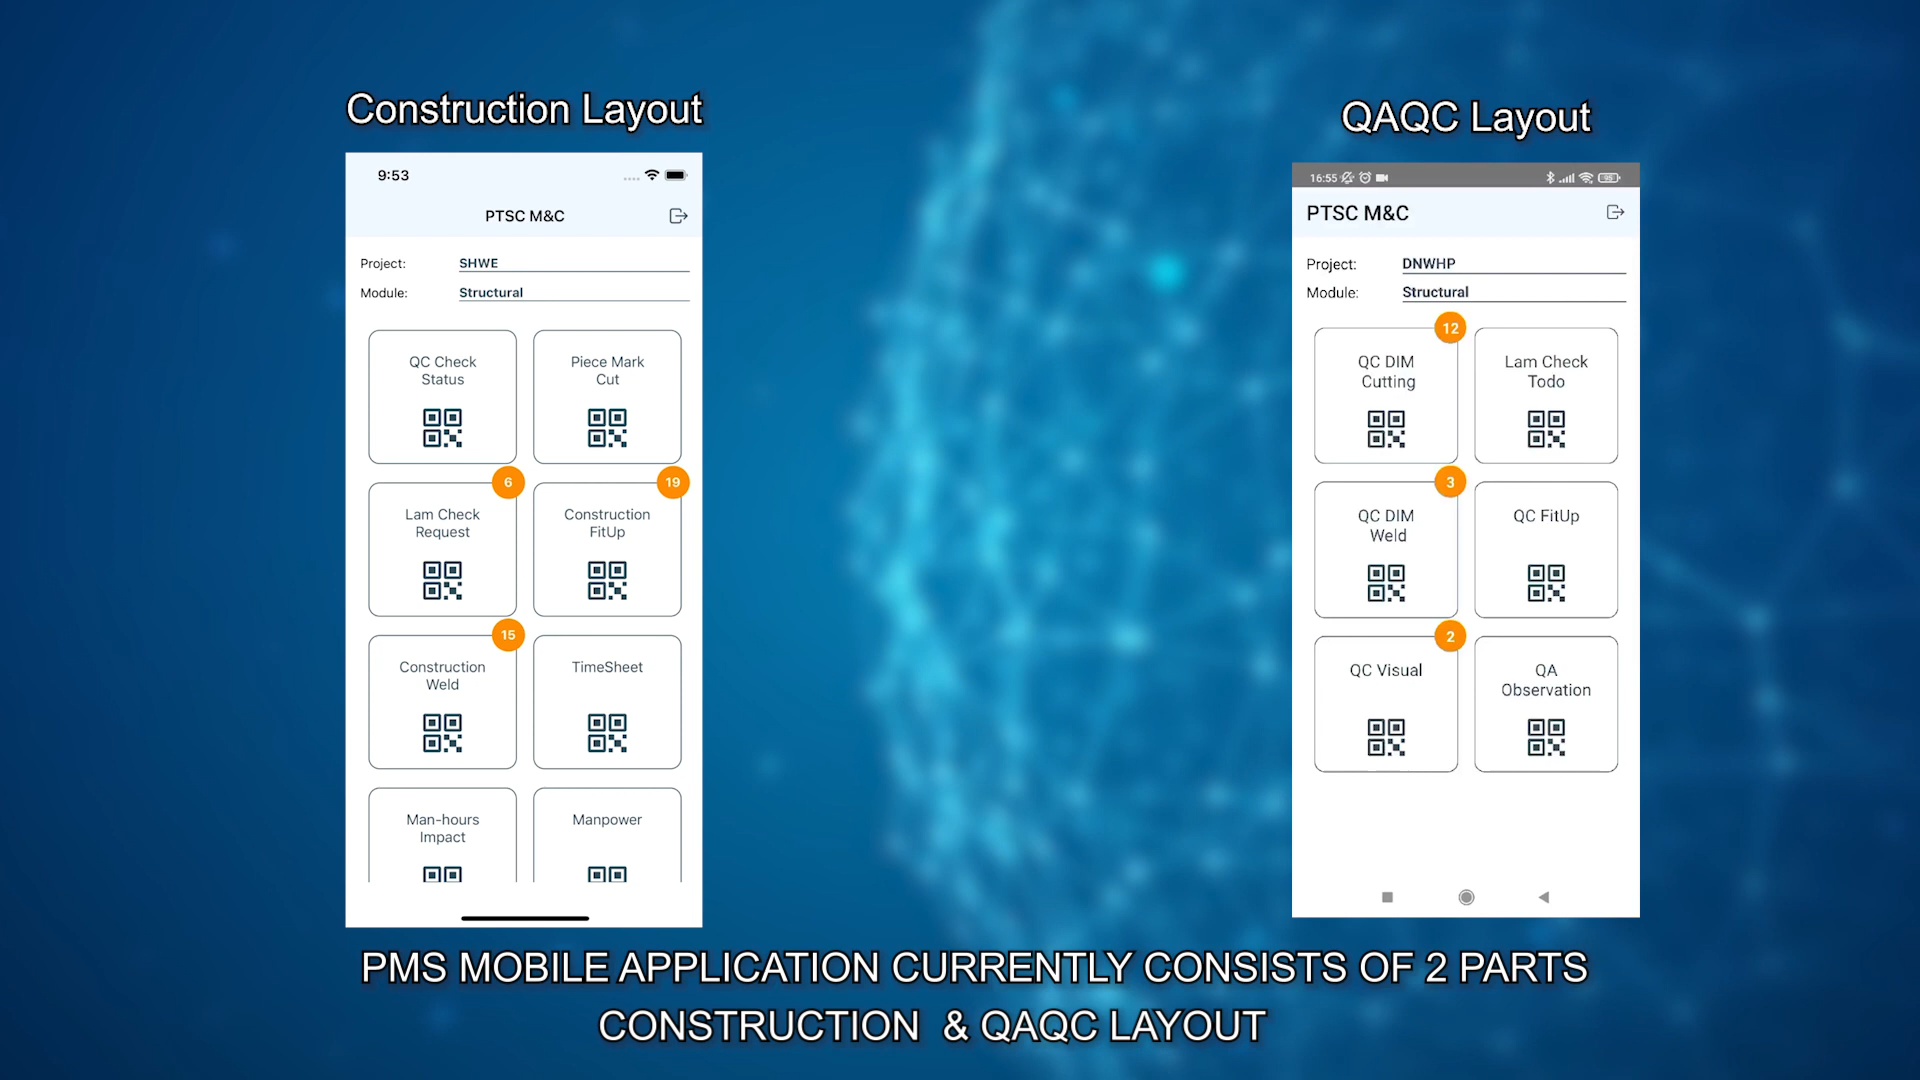 Construction Layout
9:53
PTSC M&C
Project: SHWE
Module: Structural
QC Check
Status
Piece Mark
Cut
6
Lam Check
Request
19
Construction
FitUp
15
Construction
Weld
TimeSheet
Man-hours
Impact
Manpower
QAQC Layout
16:55
PTSC M&C
Project: DNWHP
Module: Structural
12
QC DIM
Cutting
Lam Check
Todo
3
QC DIM
Weld
QC FitUp
2
QC Visual
QA
Observation
PMS MOBILE APPLICATION CURRENTLY CONSISTS OF 2 PARTS
CONSTRUCTION & QAQC LAYOUT